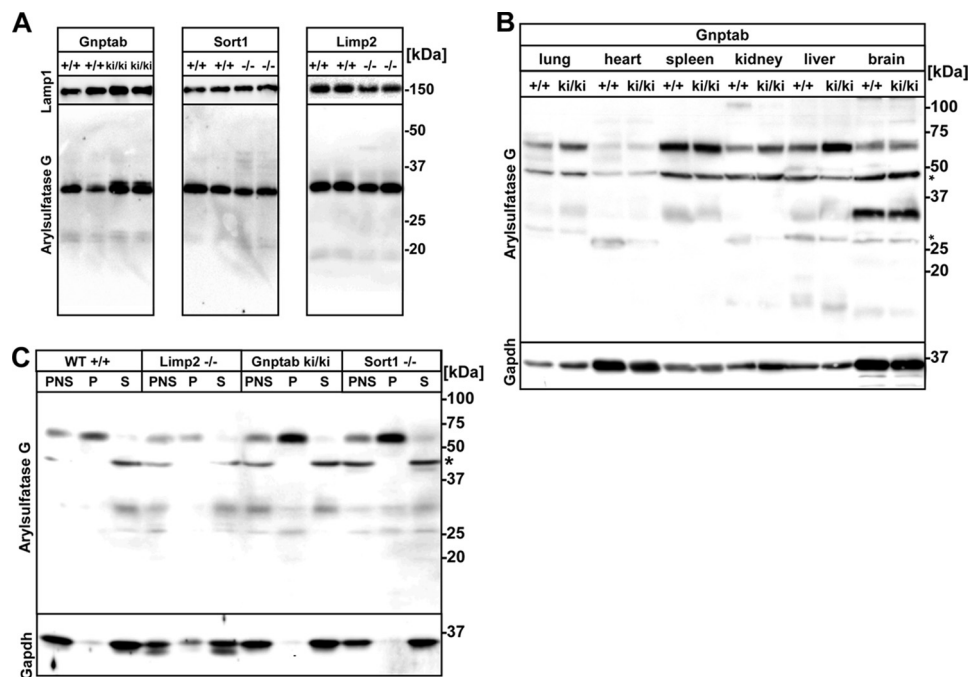 A
Gnptab
Sort1
Limp2
[kDa]
+/+ +/+ ki/ki ki/ki
+/+ +/+ -/- -/-
+/+ +/+ -/- -/-
Lamp1
-150
-50
-37
-25
-20
Arylsulfatase G
B
Gnptab
lung heart spleen kidney liver brain
[kDa]
+/+ ki/ki +/+ ki/ki +/+ ki/ki +/+ ki/ki +/+ ki/ki +/+ ki/ki
-100
-75
-50
*
-37
*
-25
-20
Arylsulfatase G
Gapdh
-37
C
WT +/+ Limp2 -/- Gnptab ki/ki Sort1 -/-
PNS P S PNS P S PNS P S PNS P S
[kDa]
-100
-75
-50
*
-37
-25
-20
Arylsulfatase G
Gapdh
-37